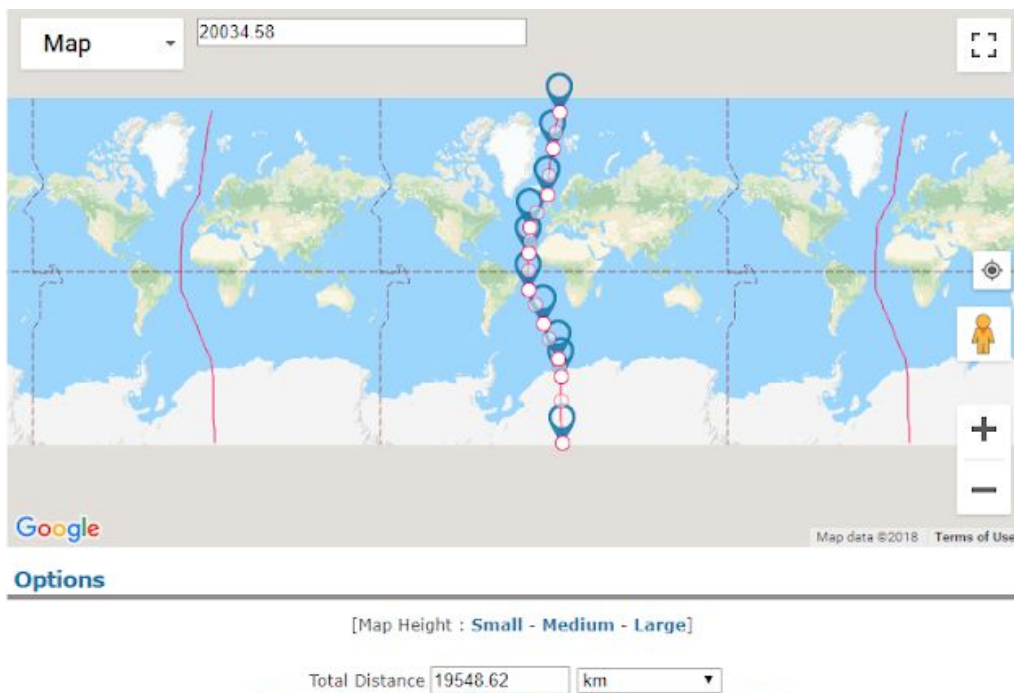 Map
20034.58
Google
Map data ©2018 Terms of Use
Options
[Map Height : Small - Medium - Large]
Total Distance 19548.62 km